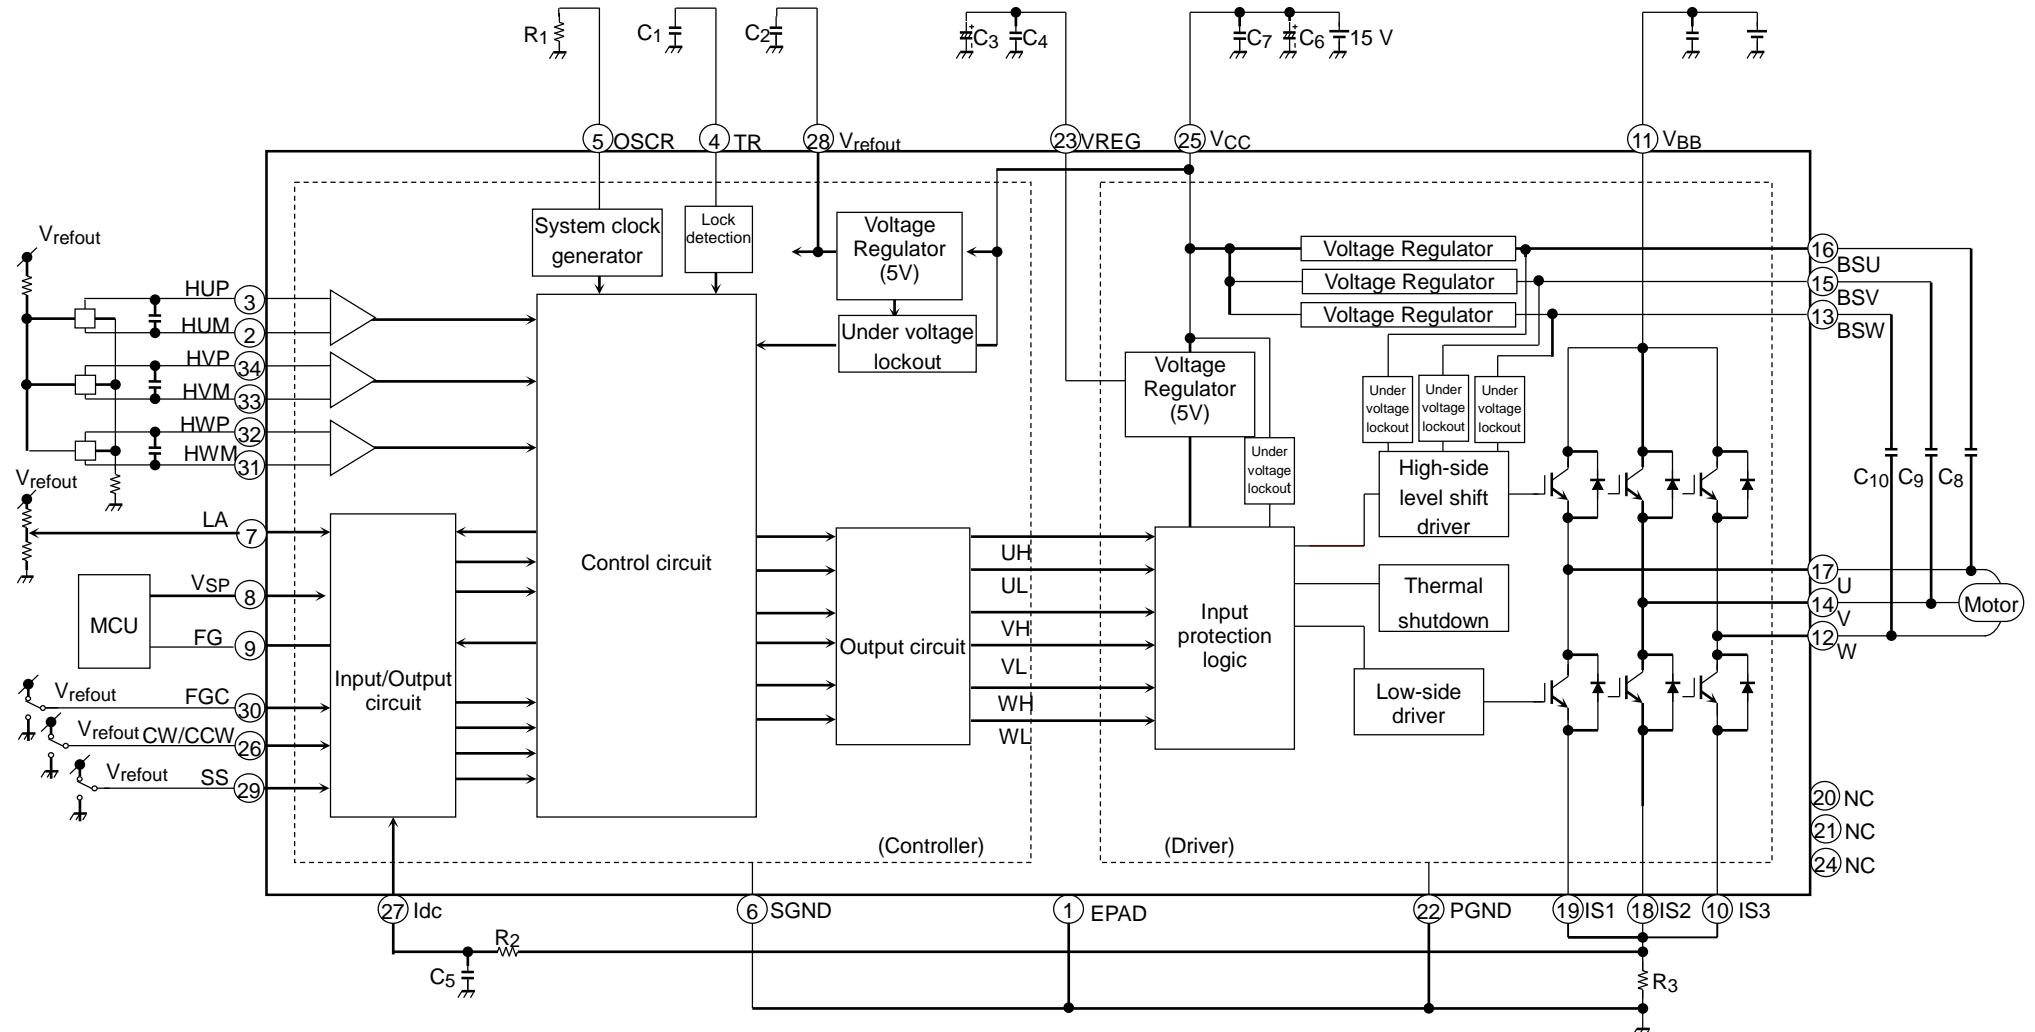 R1
C1
C2
C3
C4
C7
C6
15 V
5
OSCR
4
TR
28
Vrefout
23
VREG
25
VCC
11
VBB
System clock
generator
Lock
detection
Voltage
Regulator
(5V)
Under voltage
lockout
Voltage Regulator
Voltage Regulator
Voltage Regulator
16
BSU
15
BSV
13
BSW
Vrefout
HUP
3
HUM
2
HVP
34
HVM
33
HWP
32
HWM
31
Vrefout
LA
7
MCU
VSP
8
FG
9
Vrefout
FGC
30
Vrefout
CW/CCW
26
Vrefout
SS
29
Input/Output
circuit
Control circuit
Output circuit
UH
UL
VH
VL
WH
WL
(Controller)
Voltage
Regulator
(5V)
Under
voltage
lockout
Under
voltage
lockout
Under
voltage
lockout
Under
voltage
lockout
High-side
level shift
driver
Thermal
shutdown
Input
protection
logic
Low-side
driver
(Driver)
C10
C9
C8
17
U
14
V
12
W
Motor
20
NC
21
NC
24
NC
27
Idc
6
SGND
1
EPAD
22
PGND
19
IS1
18
IS2
10
IS3
R2
C5
R3